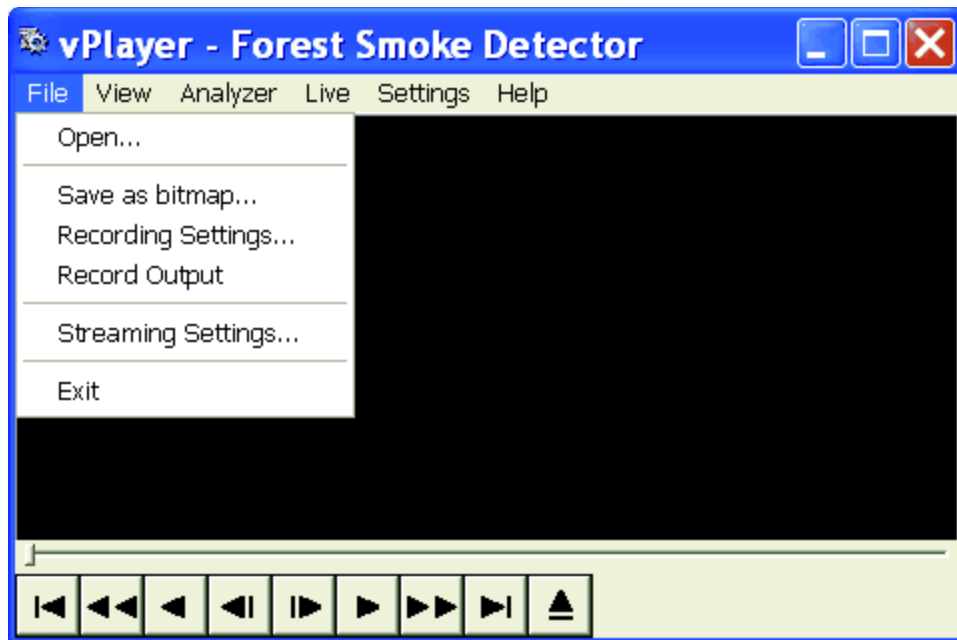 vPlayer - Forest Smoke Detector
File View Analyzer Live Settings Help
Open...
Save as bitmap...
Recording Settings...
Record Output
Streaming Settings...
Exit